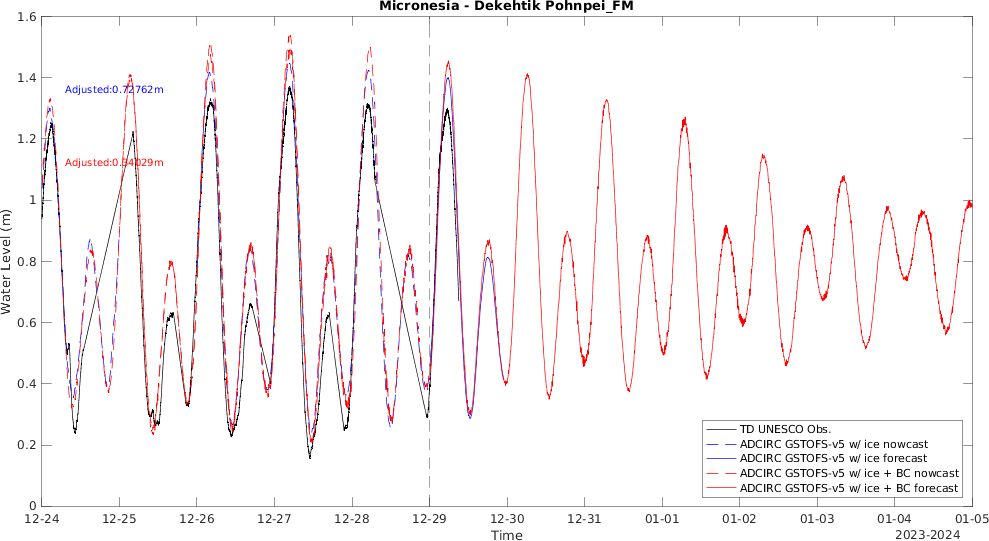 Micronesia - Dekehtik Pohnpei_FM
Water Level (m)
1.6
1.4
1.2
1
0.8
0.6
0.4
0.2
0
Adjusted:0.72762m
Adjusted:0.34029m
TD UNESCO Obs.
ADCIRC GSTOFS-v5 w/ ice nowcast
ADCIRC GSTOFS-v5 w/ ice forecast
ADCIRC GSTOFS-v5 w/ ice + BC nowcast
ADCIRC GSTOFS-v5 w/ ice + BC forecast
12-24 12-25 12-26 12-27 12-28 12-29 12-30 12-31 01-01 01-02 01-03 01-04 01-05
Time
2023-2024